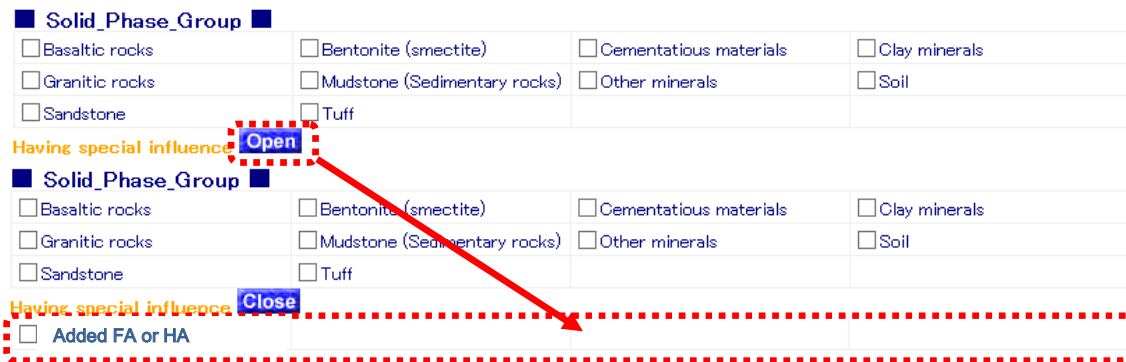 ■ Solid_Phase_Group ■
Basaltic rocks Bentonite (smectite) Cementatious materials Clay minerals
Granitic rocks Mudstone (Sedimentary rocks) Other minerals Soil
Sandstone Tuff
Having special influence Open
■ Solid_Phase_Group ■
Basaltic rocks Bentonite (smectite) Cementatious materials Clay minerals
Granitic rocks Mudstone (Sedimentary rocks) Other minerals Soil
Sandstone Tuff
Having special influence Close
Added FA or HA